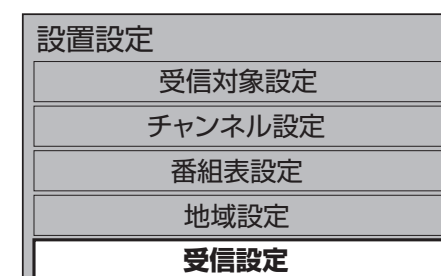 設置設定
受信対象設定
チャンネル設定
番組表設定
地域設定
受信設定